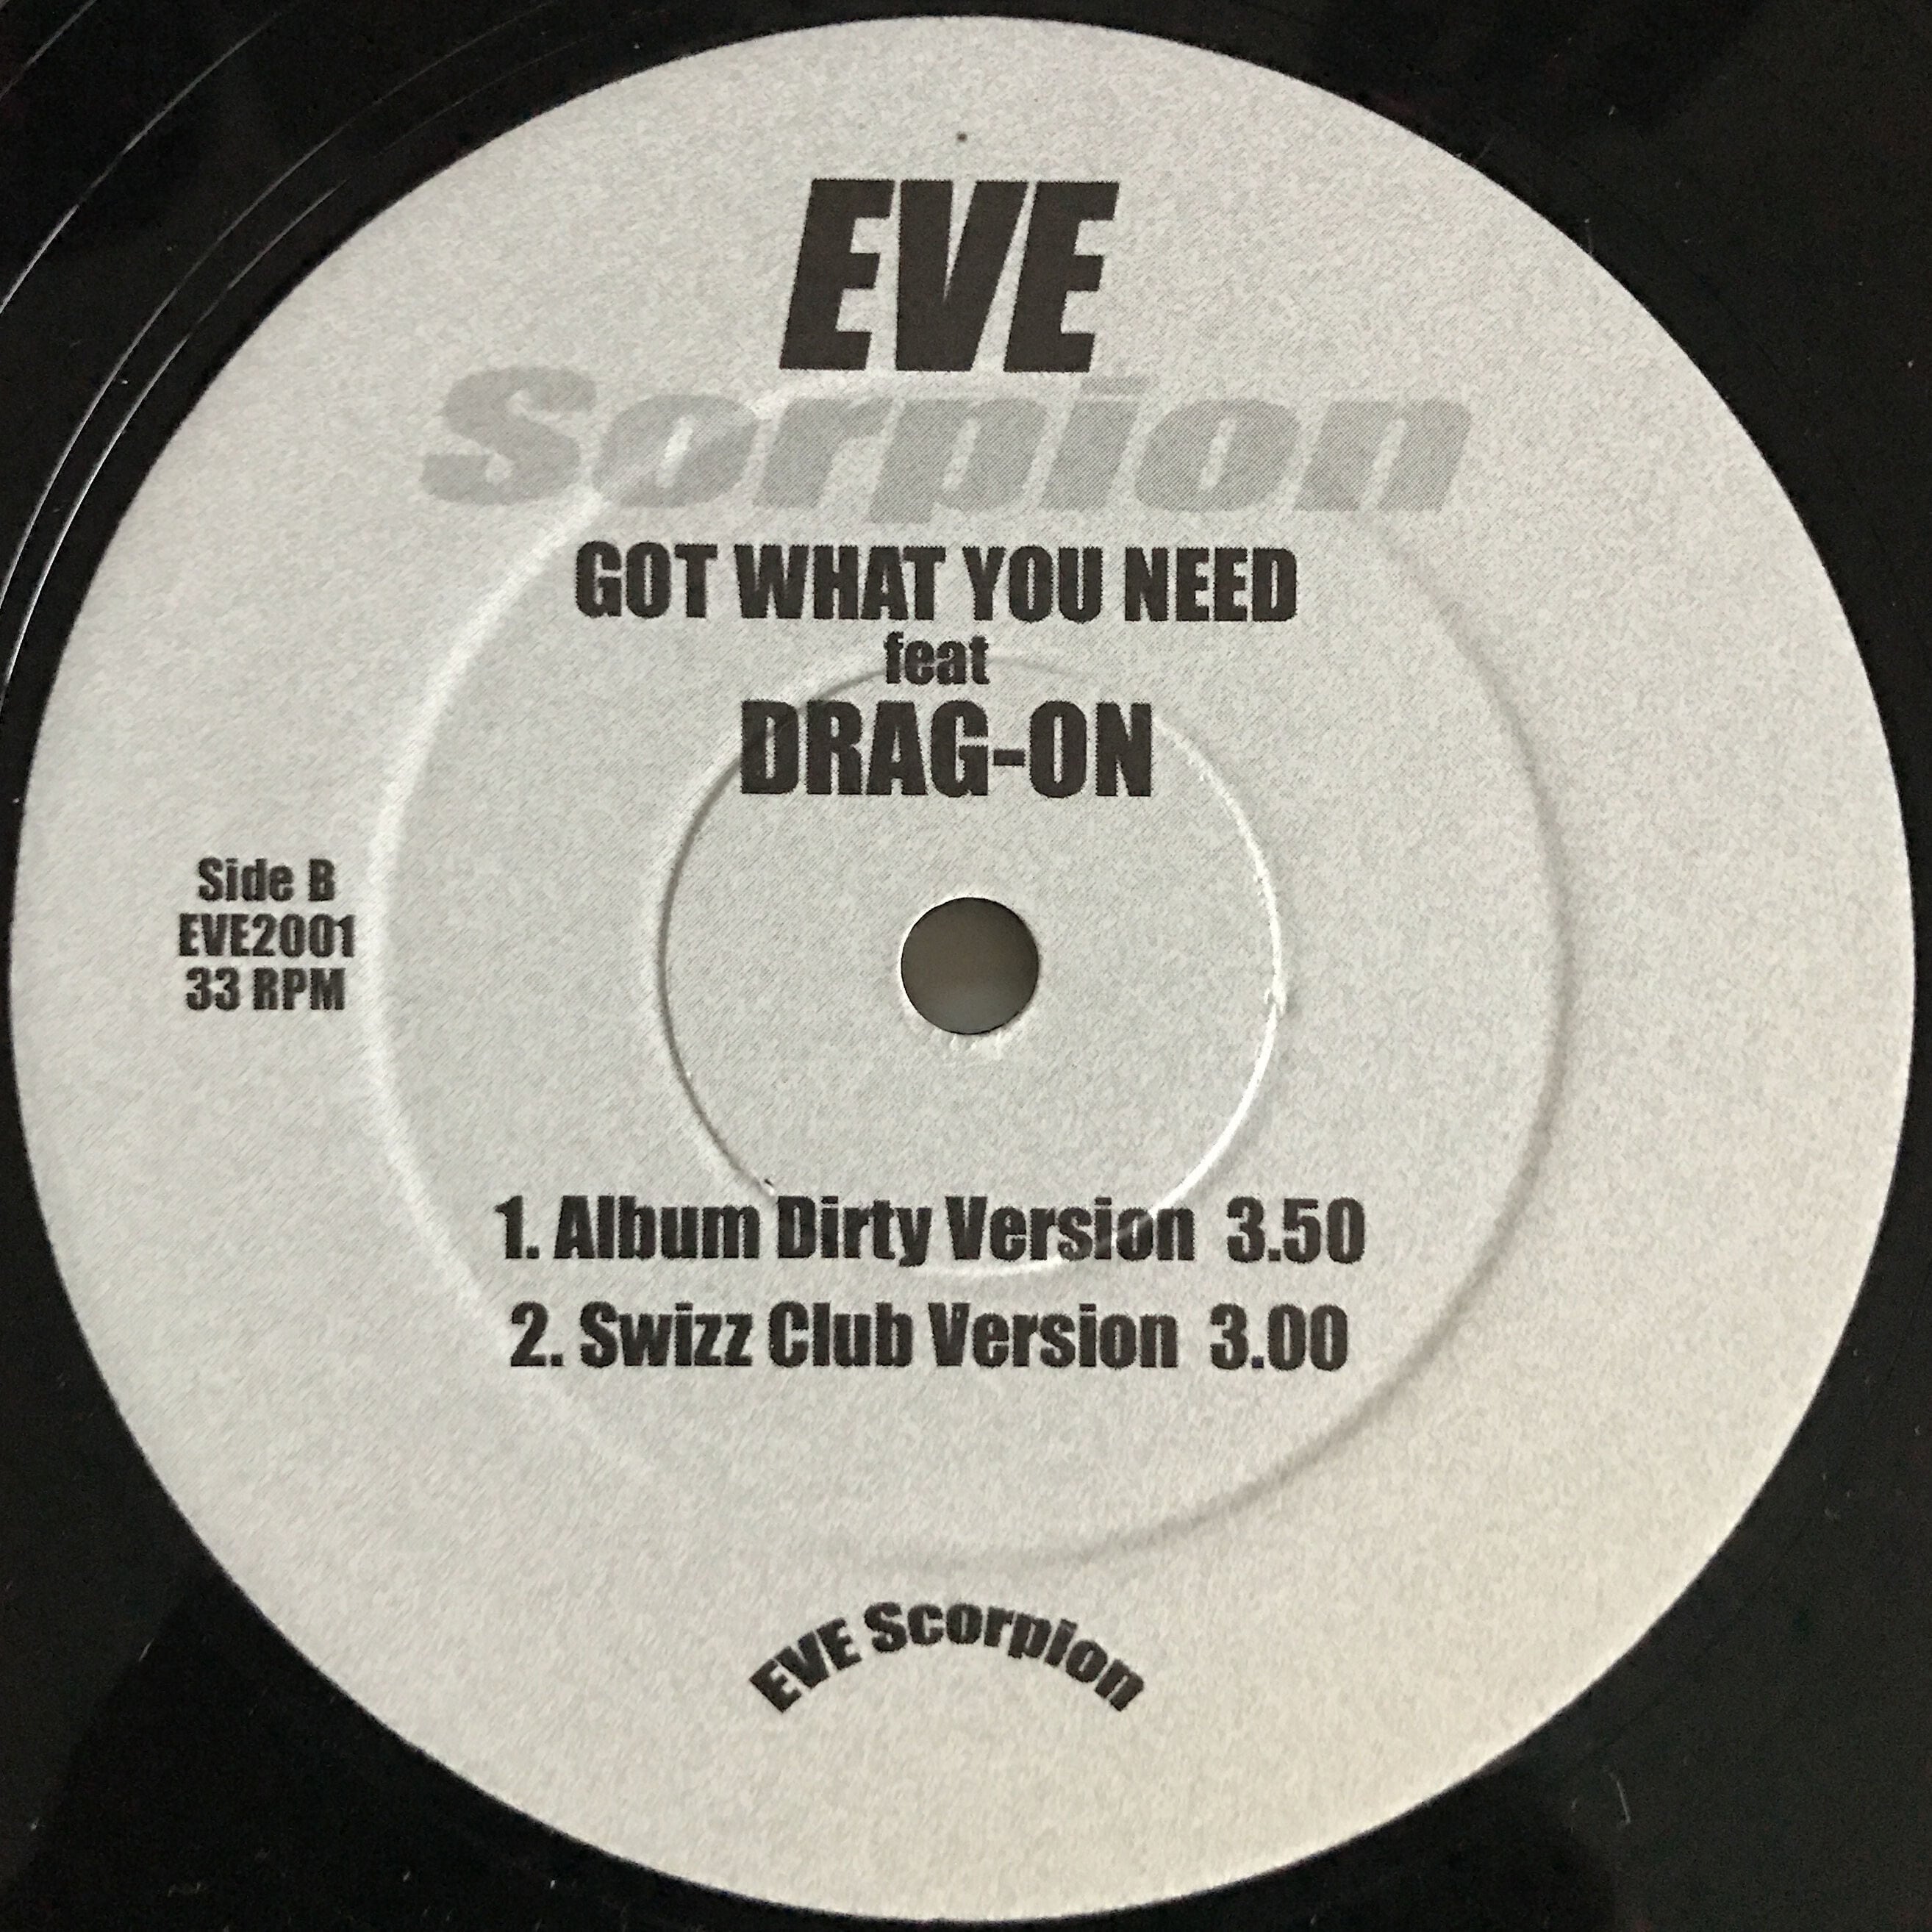 EVE
Sorpion
GOT WHAT YOU NEED
feat
DRAG-ON
Side B
EVE2001
33 RPM
1. Album Dirty Version 3.50
2. Swizz Club Version 3.00
EVE Scorpion